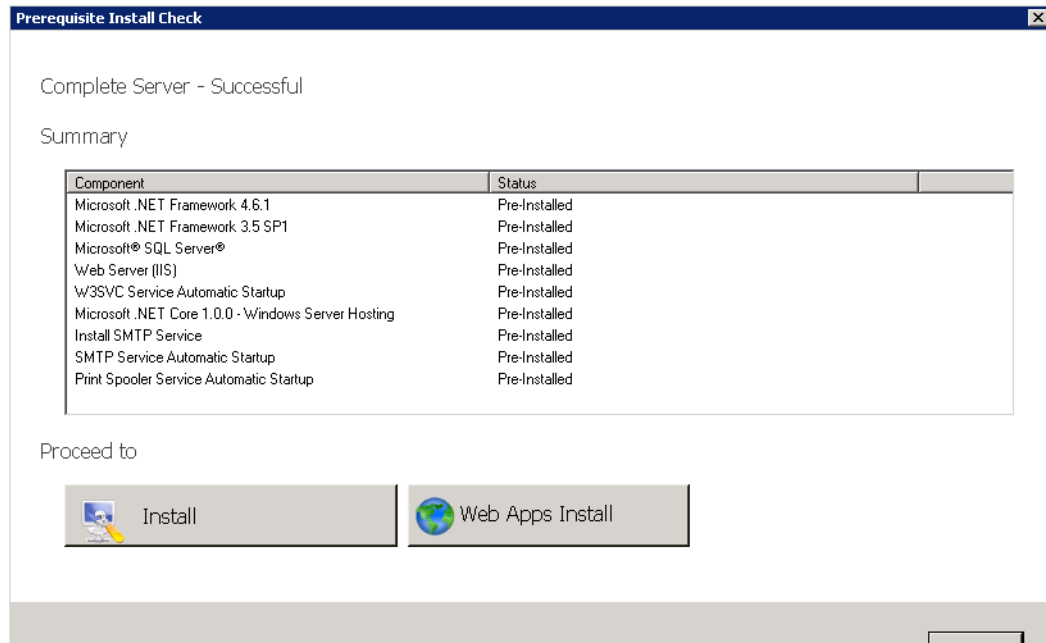 Prerequisite Install Check
Complete Server - Successful
Summary
Component Status
Microsoft .NET Framework 4.6.1 Pre-Installed
Microsoft .NET Framework 3.5 SP1 Pre-Installed
Microsoft® SQL Server® Pre-Installed
Web Server (IIS) Pre-Installed
W3SVC Service Automatic Startup Pre-Installed
Microsoft .NET Core 1.0.0 - Windows Server Hosting Pre-Installed
Install SMTP Service Pre-Installed
SMTP Service Automatic Startup Pre-Installed
Print Spooler Service Automatic Startup Pre-Installed
Proceed to
Install Web Apps Install